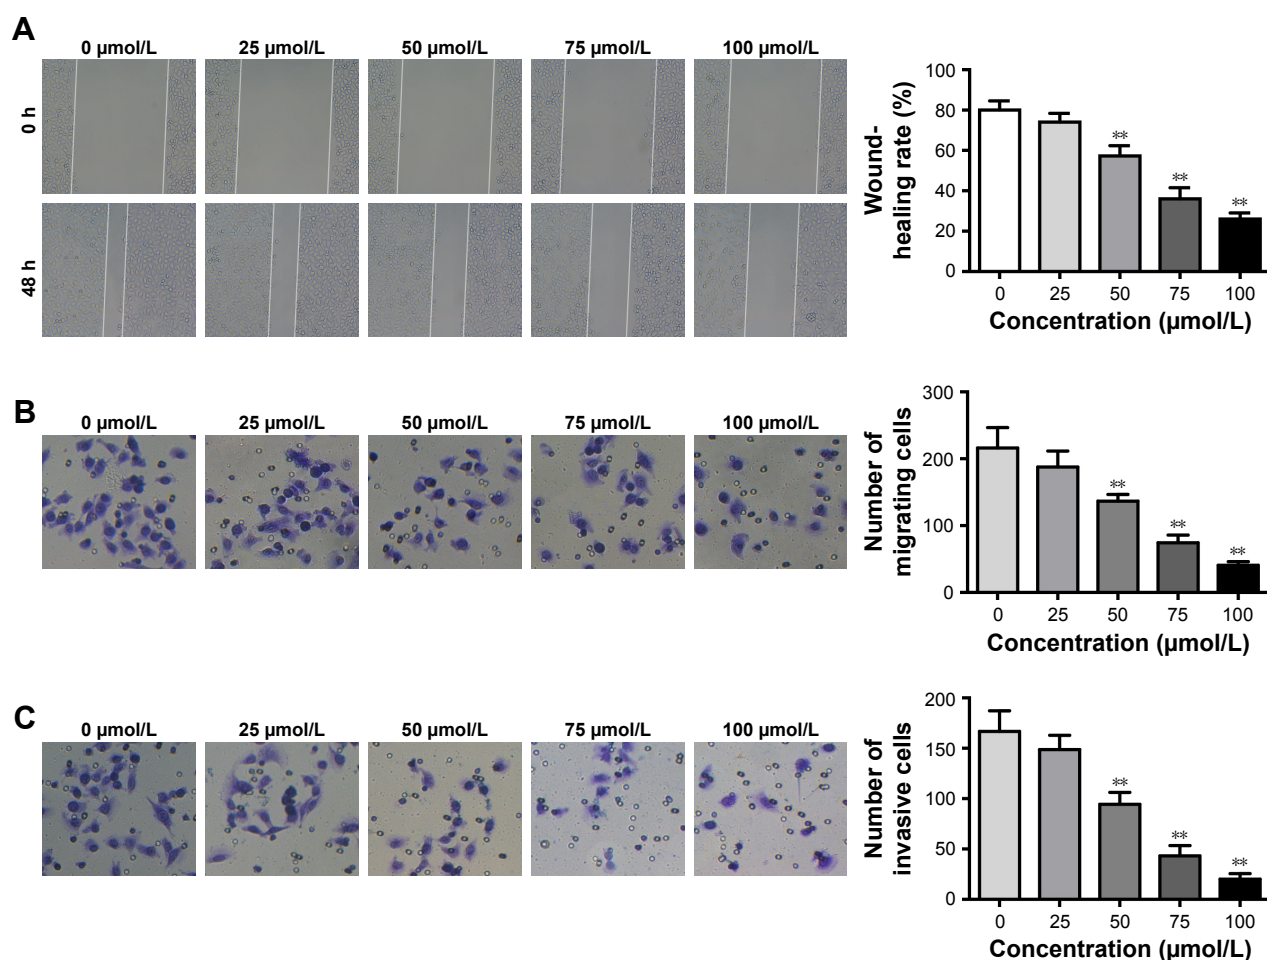 A
0 µmol/L 25 µmol/L 50 µmol/L 75 µmol/L 100 µmol/L
0 h
48 h
Wound-
healing rate (%)
100
80
60
40
20
0
**
**
**
0 25 50 75 100
Concentration (µmol/L)
B
0 µmol/L 25 µmol/L 50 µmol/L 75 µmol/L 100 µmol/L
Number of
migrating cells
300
200
100
0
**
**
**
0 25 50 75 100
Concentration (µmol/L)
C
0 µmol/L 25 µmol/L 50 µmol/L 75 µmol/L 100 µmol/L
Number of
invasive cells
200
150
100
50
0
**
**
**
0 25 50 75 100
Concentration (µmol/L)